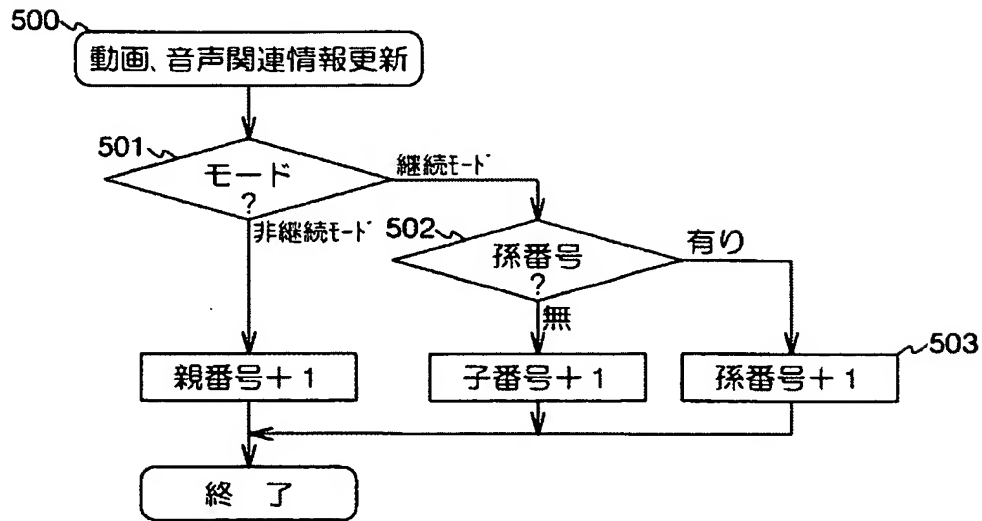 500
動画、音声関連情報更新
501
モード
?
継続モード
非継続モード
502
孫番号
?
有り
無
親番号+1
子番号+1
孫番号+1
503
終 了